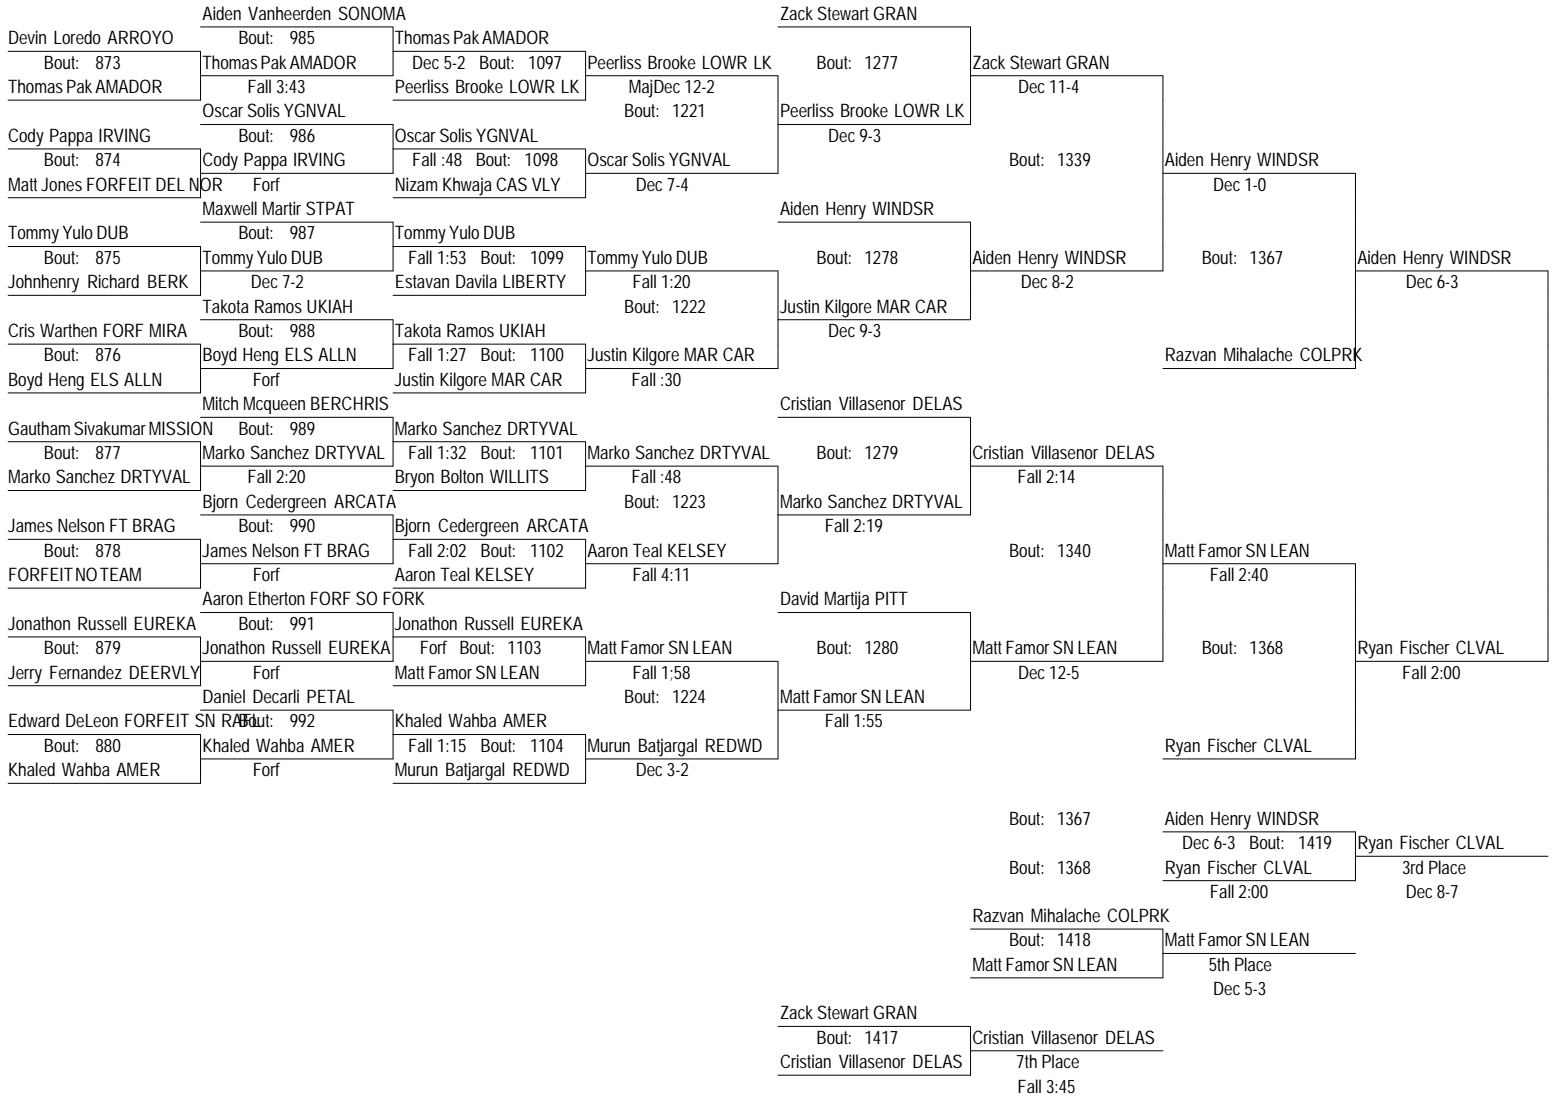 Aiden Vanheerden SONOMA Zack Stewart GRAN
Devin Loredo ARROYO Bout: 985 Thomas Pak AMADOR
Bout: 873 Thomas Pak AMADOR Dec 5-2 Bout: 1097 Peerliss Brooke LOWR LK Bout: 1277 Zack Stewart GRAN
Thomas Pak AMADOR Fall 3:43 Peerliss Brooke LOWR LK MajDec 12-2 Dec 11-4
Oscar Solis YGNVAL Bout: 1221 Peerliss Brooke LOWR LK
Cody Pappa IRVING Bout: 986 Oscar Solis YGNVAL Dec 9-3
Bout: 874 Cody Pappa IRVING Fall :48 Bout: 1098 Oscar Solis YGNVAL Bout: 1339 Aiden Henry WINDSR
Matt Jones FORFEIT DEL NOR Forf Nizam Khwaja CAS VLY Dec 7-4 Dec 1-0
Maxwell Martir STPAT Aiden Henry WINDSR
Tommy Yulo DUB Bout: 987 Tommy Yulo DUB
Bout: 875 Tommy Yulo DUB Fall 1:53 Bout: 1099 Tommy Yulo DUB Bout: 1278 Aiden Henry WINDSR Bout: 1367 Aiden Henry WINDSR
Johnhenry Richard BERK Dec 7-2 Estavan Davila LIBERTY Fall 1:20 Dec 8-2 Dec 6-3
Takota Ramos UKIAH Bout: 1222 Justin Kilgore MAR CAR
Cris Warthen FORF MIRA Bout: 988 Takota Ramos UKIAH Dec 9-3
Bout: 876 Boyd Heng ELS ALLN Fall 1:27 Bout: 1100 Justin Kilgore MAR CAR Razvan Mihalache COLPRK
Boyd Heng ELS ALLN Forf Justin Kilgore MAR CAR Fall :30
Mitch Mcqueen BERCHRIS Cristian Villasenor DELAS
Gautham Sivakumar MISSION Bout: 989 Marko Sanchez DRTYVAL
Bout: 877 Marko Sanchez DRTYVAL Fall 1:32 Bout: 1101 Marko Sanchez DRTYVAL Bout: 1279 Cristian Villasenor DELAS
Marko Sanchez DRTYVAL Fall 2:20 Bryon Bolton WILLITS Fall :48 Fall 2:14
Bjorn Cedergreen ARCATA Bout: 1223 Marko Sanchez DRTYVAL
James Nelson FT BRAG Bout: 990 Bjorn Cedergreen ARCATA Fall 2:19
Bout: 878 James Nelson FT BRAG Fall 2:02 Bout: 1102 Aaron Teal KELSEY Bout: 1340 Matt Famor SN LEAN
FORFEIT NO TEAM Forf Aaron Teal KELSEY Fall 4:11 Fall 2:40
Aaron Etherton FORF SO FORK David Martija PITT
Jonathon Russell EUREKA Bout: 991 Jonathon Russell EUREKA
Bout: 879 Jonathon Russell EUREKA Forf Bout: 1103 Matt Famor SN LEAN Bout: 1280 Matt Famor SN LEAN Bout: 1368 Ryan Fischer CLVAL
Jerry Fernandez DEERVLY Forf Matt Famor SN LEAN Fall 1;58 Dec 12-5 Fall 2:00
Daniel Decarli PETAL Bout: 1224 Matt Famor SN LEAN
Edward DeLeon FORFEIT SN RAFL Bout: 992 Khaled Wahba AMER Fall 1:55
Bout: 880 Khaled Wahba AMER Fall 1:15 Bout: 1104 Murun Batjargal REDWD Ryan Fischer CLVAL
Khaled Wahba AMER Forf Murun Batjargal REDWD Dec 3-2
Bout: 1367 Aiden Henry WINDSR
Dec 6-3 Bout: 1419 Ryan Fischer CLVAL
Bout: 1368 Ryan Fischer CLVAL 3rd Place
Fall 2:00 Dec 8-7
Razvan Mihalache COLPRK
Bout: 1418 Matt Famor SN LEAN
Matt Famor SN LEAN 5th Place
Dec 5-3
Zack Stewart GRAN
Bout: 1417 Cristian Villasenor DELAS
Cristian Villasenor DELAS 7th Place
Fall 3:45